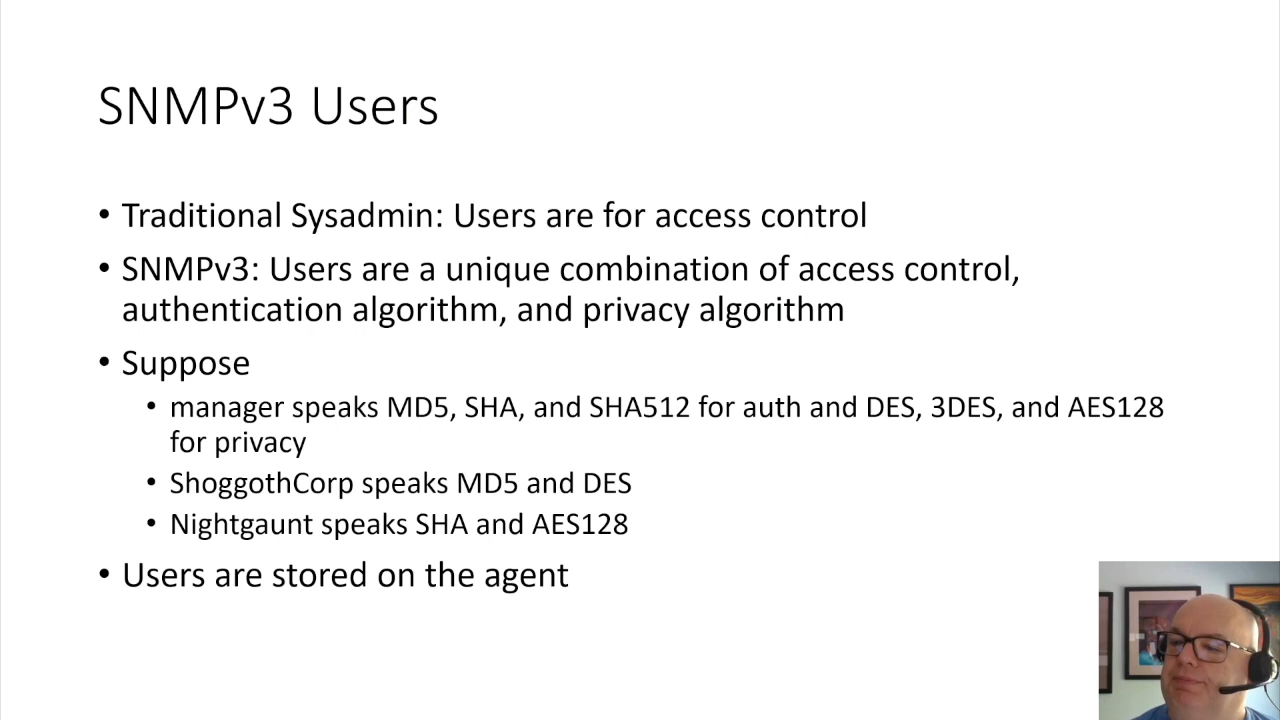 SNMPv3 Users
• Traditional Sysadmin: Users are for access control
• SNMPv3: Users are a unique combination of access control,
authentication algorithm, and privacy algorithm
• Suppose
• manager speaks MD5, SHA, and SHA512 for auth and DES, 3DES, and AES128
for privacy
• ShoggothCorp speaks MD5 and DES
• Nightgaunt speaks SHA and AES128
• Users are stored on the agent